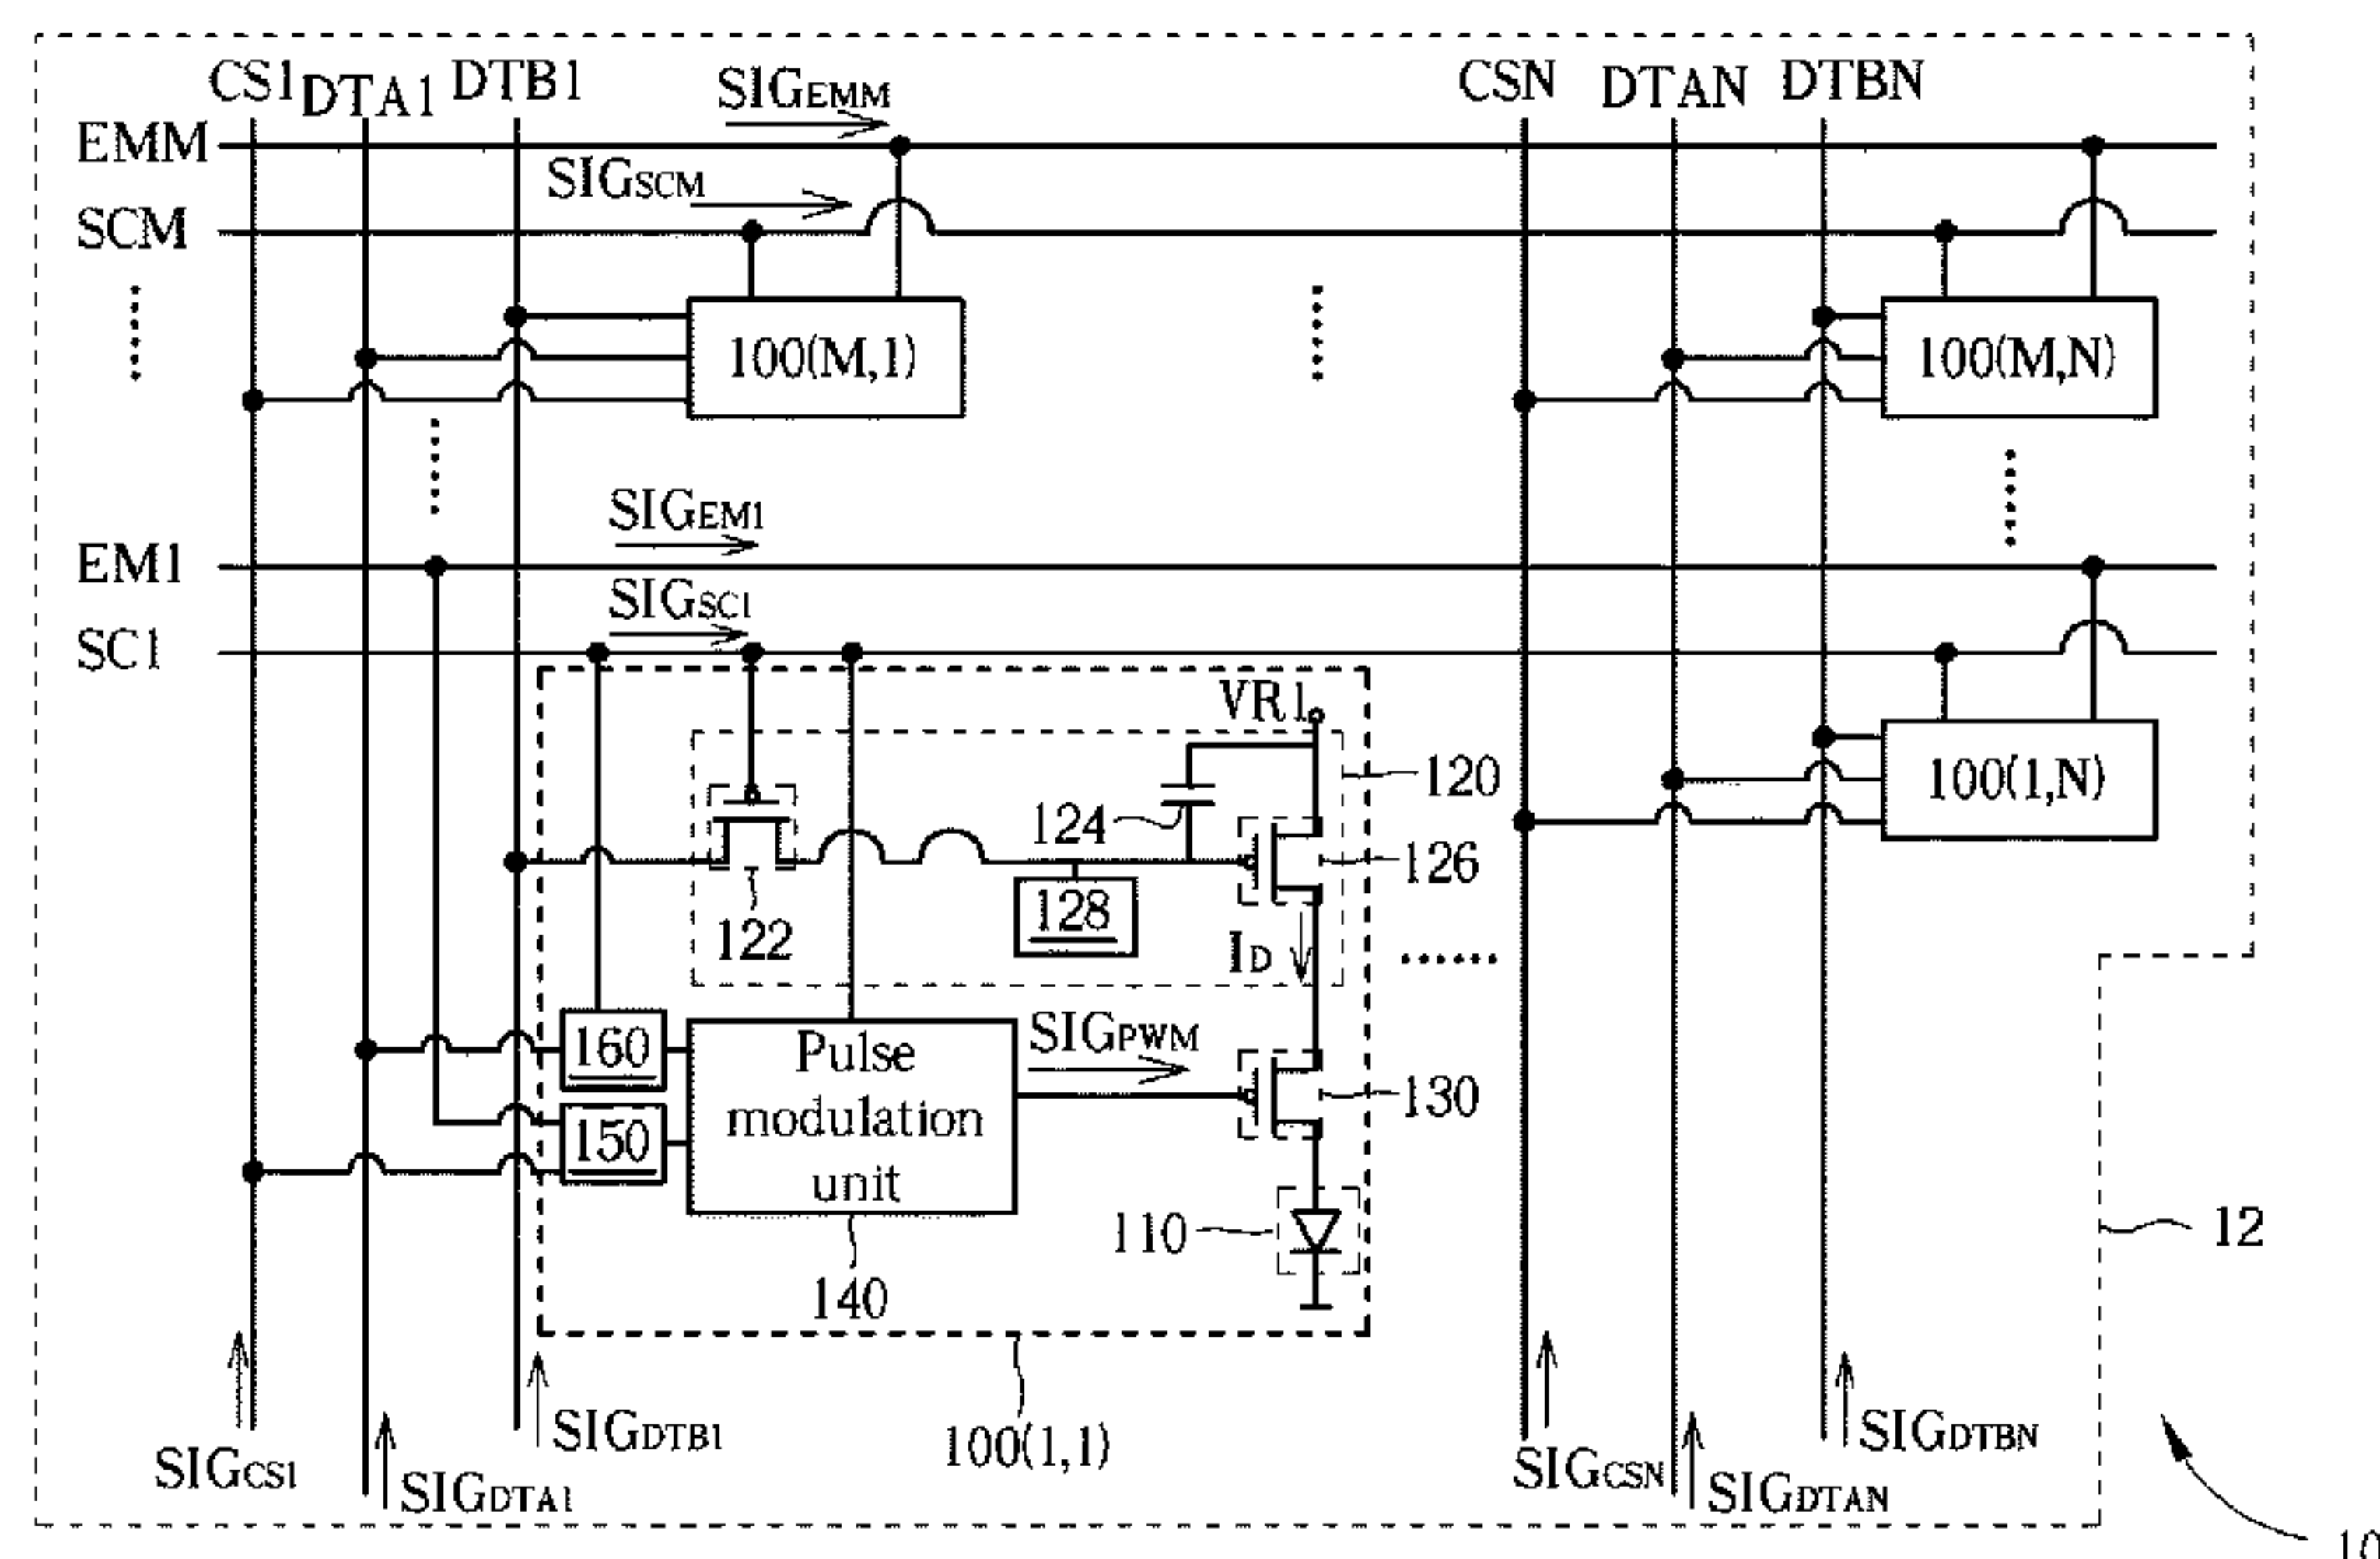 CS1
DTA1
DTB1
SIGEMM
CSN
DTAN
DTBN
EMM
SIGSCM
SCM
100(M,1)
100(M,N)
SIGEM1
EM1
SIGSC1
SC1
VR1
120
124
100(1,N)
126
122
128
ID
160
Pulse
modulation
unit
SIGPWM
130
150
110
12
140
SIGCS1
SIGDTA1
SIGDTB1
100(1,1)
SIGCSN
SIGDTAN
SIGDTBN
10